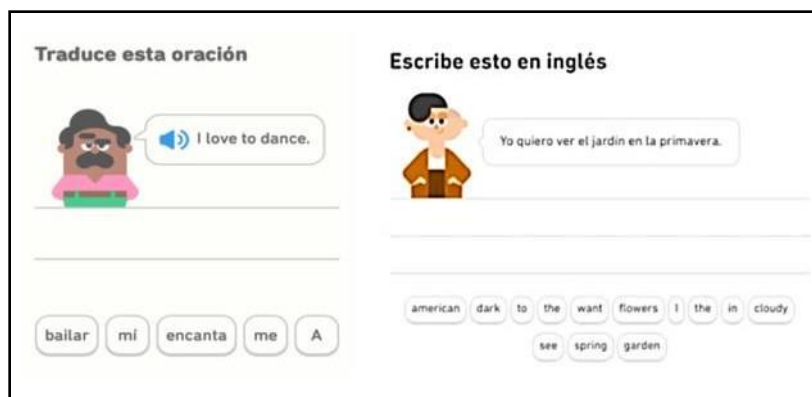 Traduce esta oración
I love to dance.
bailar mí encanta me A
Escribe esto en inglés
Yo quiero ver el jardín en la primavera.
american dark to the want flowers I the in cloudy
see spring garden